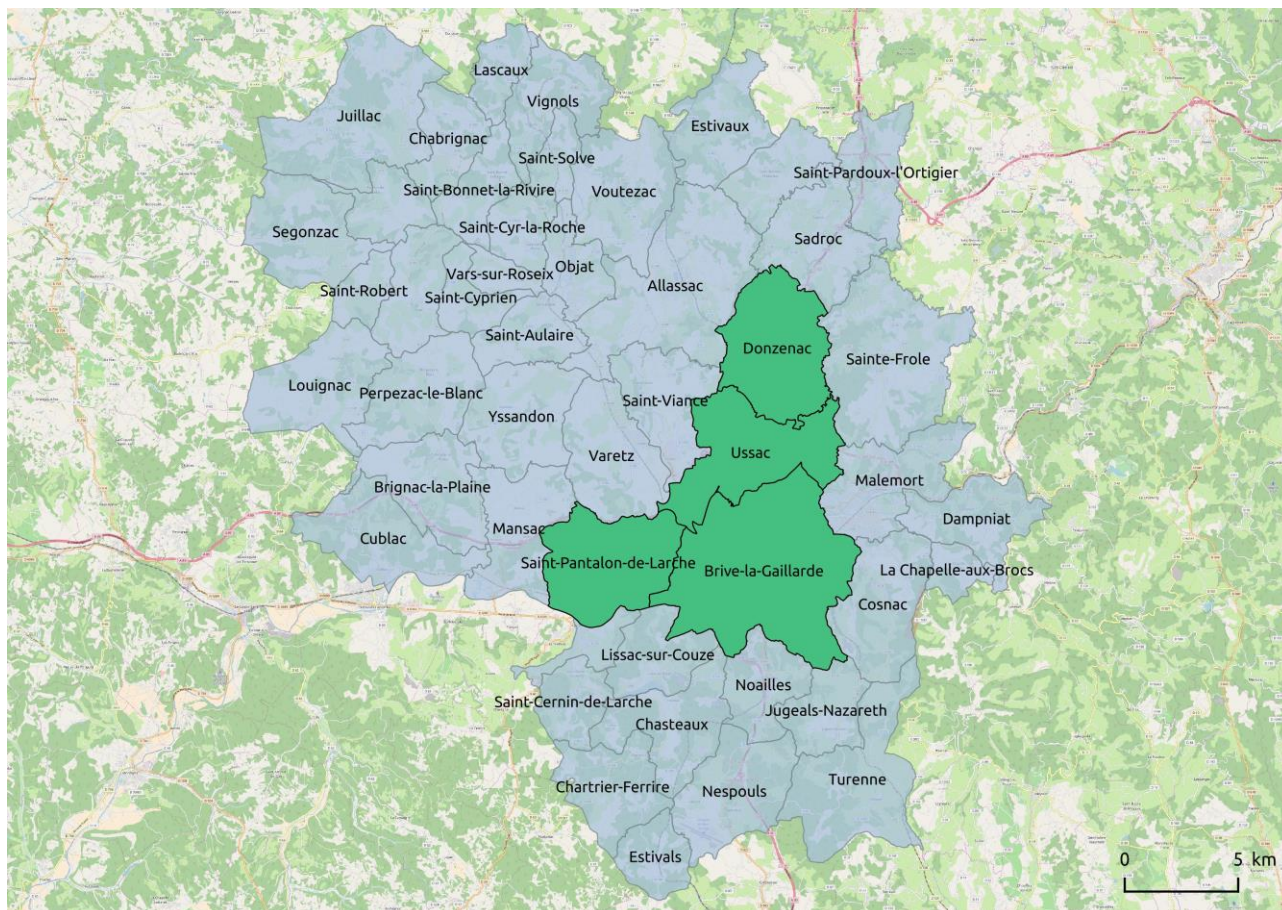 Lascaux
Vignols
Juillac
Chabrignac
Estivaux
Saint-Solve
Saint-Pardoux-l'Ortigier
Saint-Bonnet-la-Rivire
Voutezac
Segonzac
Saint-Cyr-la-Roche
Sadroc
Vars-sur-Roseix
Objat
Saint-Robert
Saint-Cyprien
Allassac
Saint-Aulaire
Donzenac
Sainte-Frole
Louignac
Perpezac-le-Blanc
Saint-Viance
Yssandon
Varetz
Ussac
Malemort
Brignac-la-Plaine
Dampniat
Mansac
Cublac
Saint-Pantalon-de-Larche
Brive-la-Gaillarde
La Chapelle-aux-Brocs
Cosnac
Lissac-sur-Couze
Noailles
Saint-Cernin-de-Larche
Jugeals-Nazareth
Chasteaux
Turenne
Chartrier-Ferrire
Nespouls
Estivals
0 5 km